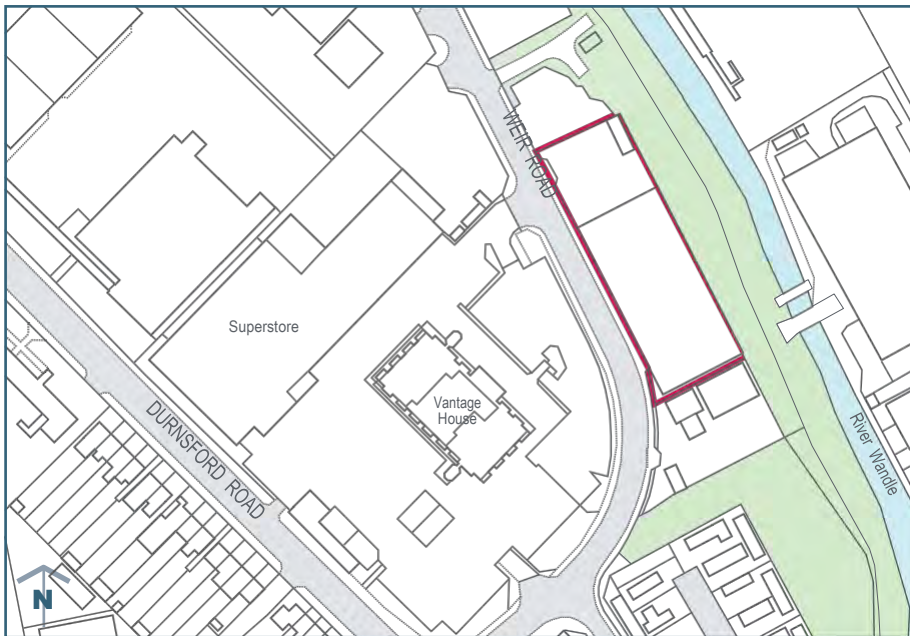 WEIR ROAD
Superstore
Vantage
House
DURNSFORD ROAD
River Wandle
N